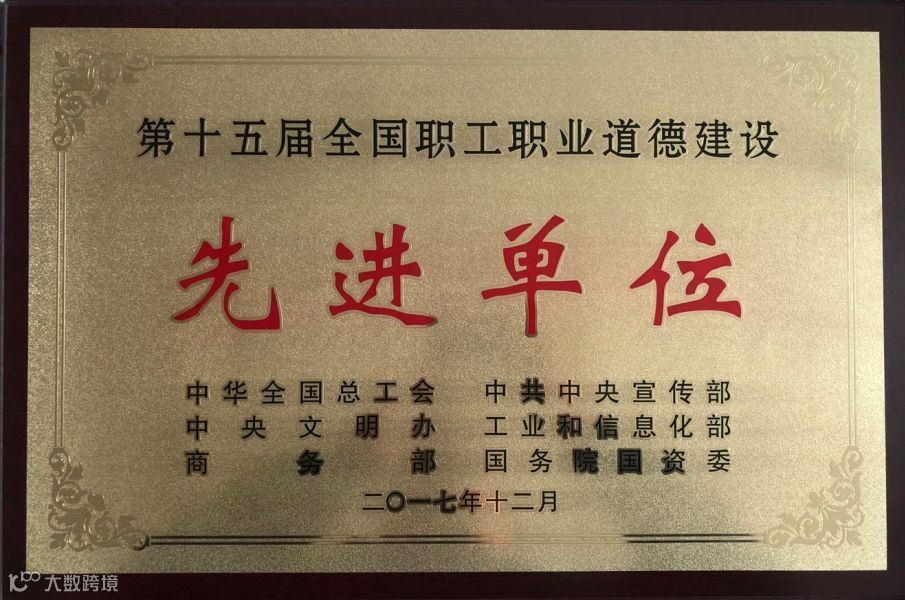 第十五届全国职工职业道德建设
先进单位
中华全国总工会 中共中央宣传部
中央文明办 工业和信息化部
商务部 国务院国资委
二〇一七年十二月
大数跨境